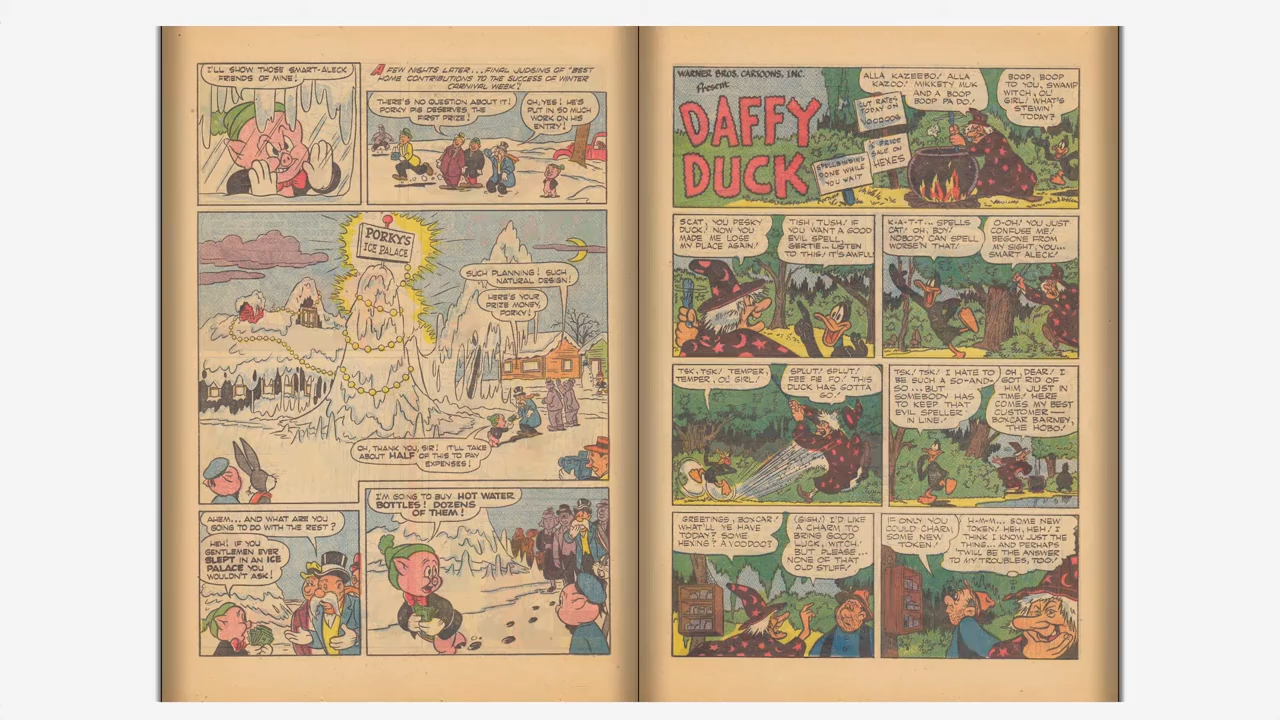 I'LL SHOW THOSE SMART-ALECK
FRIENDS OF MINE!
A FEW NIGHTS LATER... FINAL JUDGING OF "BEST
HOME CONTRIBUTIONS TO THE SUCCESS OF WINTER
CARNIVAL WEEK"!
THERE'S NO QUESTION ABOUT IT!
PORKY PIG DESERVES THE
FIRST PRIZE!
OH, YES! HE'S
PUT IN SO MUCH
WORK ON HIS
ENTRY!
PORKY'S
ICE PALACE
SUCH PLANNING! SUCH
NATURAL DESIGN!
HERE'S YOUR
PRIZE MONEY,
PORKY!
OH, THANK YOU, SIR! IT'LL TAKE
ABOUT HALF OF THIS TO PAY
EXPENSES!
AHEM... AND WHAT ARE YOU
GOING TO DO WITH THE REST?
HEH! IF YOU
GENTLEMEN EVER
SLEPT IN AN ICE
PALACE YOU
WOULDN'T ASK!
I'M GOING TO BUY HOT WATER
BOTTLES! DOZENS
OF THEM!
WARNER BROS. CARTOONS, INC.
Present
DAFFY
DUCK
CUT RATES
TODAY ON
VOODOOS
SPELLBINDING
DONE WHILE
YOU WAIT
½ PRICE
SALE ON
HEXES
ALLA KAZEEBO! ALLA
KAZOO! MIKKETY MUK
AND A BOOP
BOOP PA DO!
BOOP, BOOP
TO YOU, SWAMP
WITCH, OL'
GIRL! WHAT'S
STEWIN'
TODAY?
SCAT, YOU PESKY
DUCK! NOW YOU
MADE ME LOSE
MY PLACE AGAIN!
TISH, TUSH! IF
YOU WANT A GOOD
EVIL SPELL,
GERTIE... LISTEN
TO THIS! IT'S AWFUL!
K-A-T-T... SPELLS
CAT! OH, BOY!
NOBODY CAN SPELL
WORSE THAN THAT!
O-OH! YOU JUST
CONFUSE ME!
BEGONE FROM
MY SIGHT, YOU...
SMART ALECK!
TSK, TSK! TEMPER,
TEMPER, OL' GIRL!
SPLUT! SPLUT!
FEE FIE FO! THIS
DUCK HAS GOTTA
GO!
TSK! TSK! I HATE TO
BE SUCH A SO-AND-
SO... BUT
SOMEBODY HAS
TO KEEP THAT
EVIL SPELLER
IN LINE!
OH, DEAR! I
GOT RID OF
HIM JUST IN
TIME! HERE
COMES MY BEST
CUSTOMER—
BOXCAR BARNEY,
THE HOBO!
GREETINGS, BOXCAR!
WHAT'LL YE HAVE
TODAY? SOME
HEXING? A VOODOO?
(SIGH!) I'D LIKE
A CHARM TO
BRING GOOD
LUCK, WITCH!
BUT PLEASE...
NONE OF THAT
OLD STUFF!
IF ONLY YOU
COULD CHARM
SOME NEW
TOKEN!
H-M-M... SOME NEW
TOKEN! HEH, HEH! I
THINK I KNOW JUST THE
THING... AND PERHAPS
'TWILL BE THE ANSWER
TO MY TROUBLES, TOO!